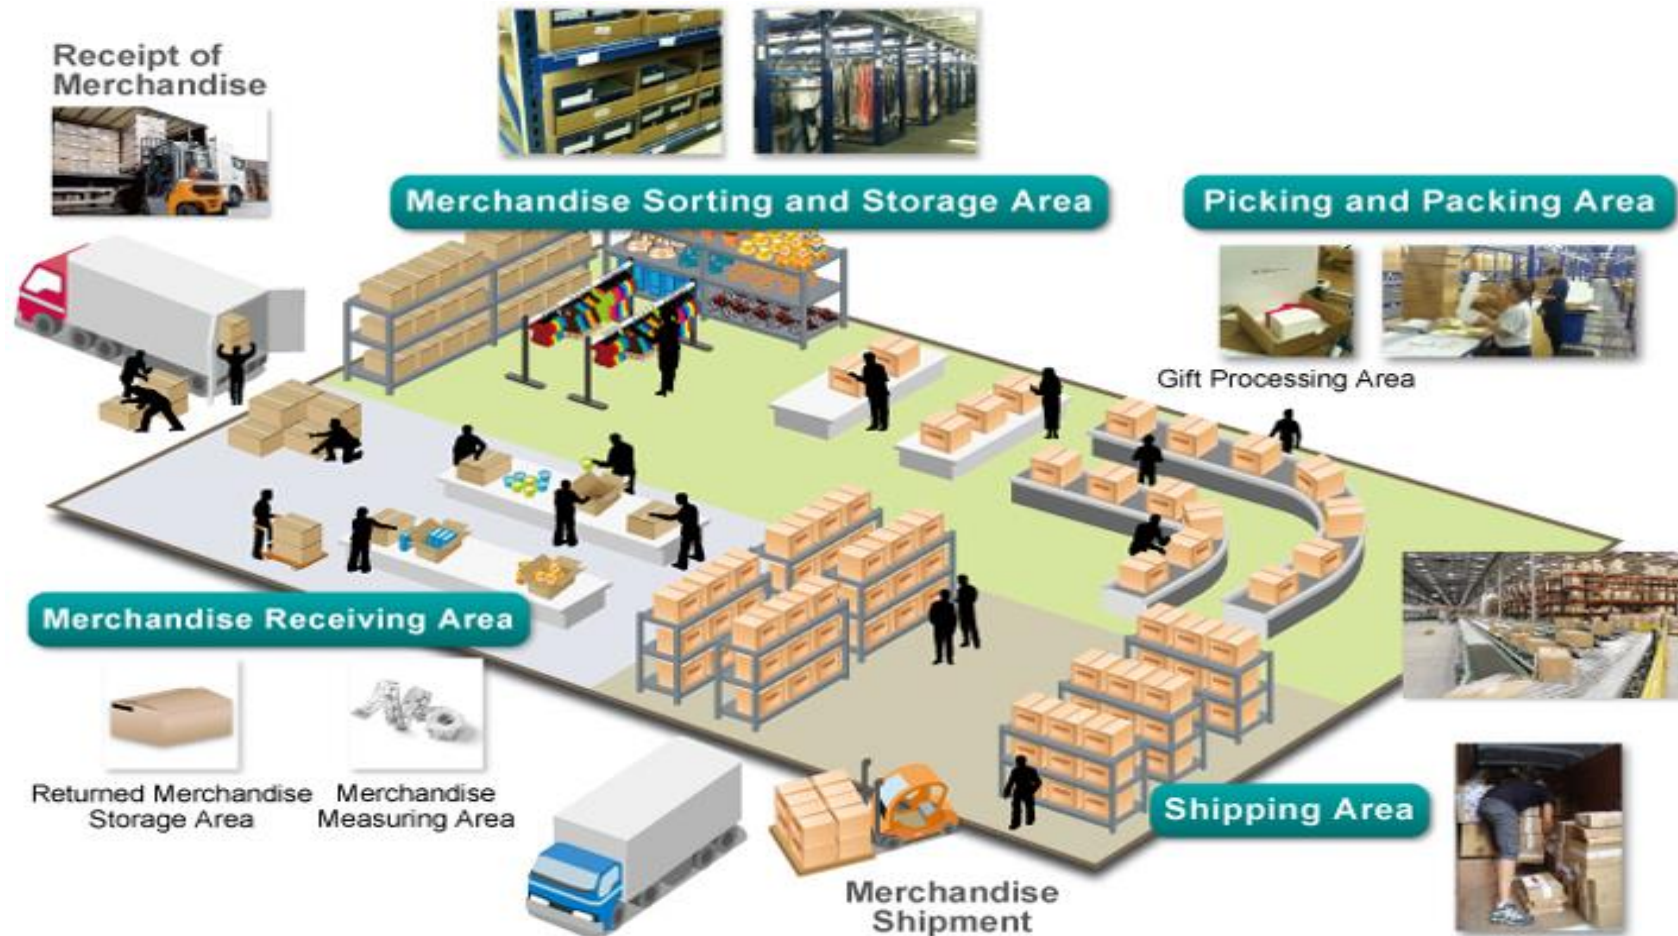 Receipt of
Merchandise
Merchandise Sorting and Storage Area
Picking and Packing Area
Gift Processing Area
Merchandise Receiving Area
Returned Merchandise
Storage Area
Merchandise
Measuring Area
Shipping Area
Merchandise
Shipment